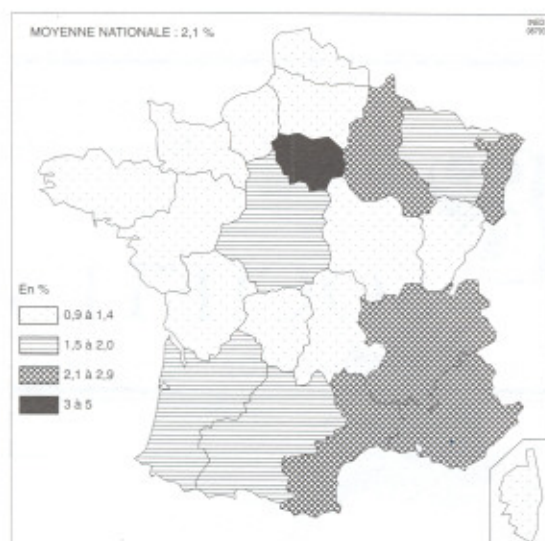 MOYENNE NATIONALE : 2,1 %
INED
En %
0,9 à 1,4
1,5 à 2,0
2,1 à 2,9
3 à 5